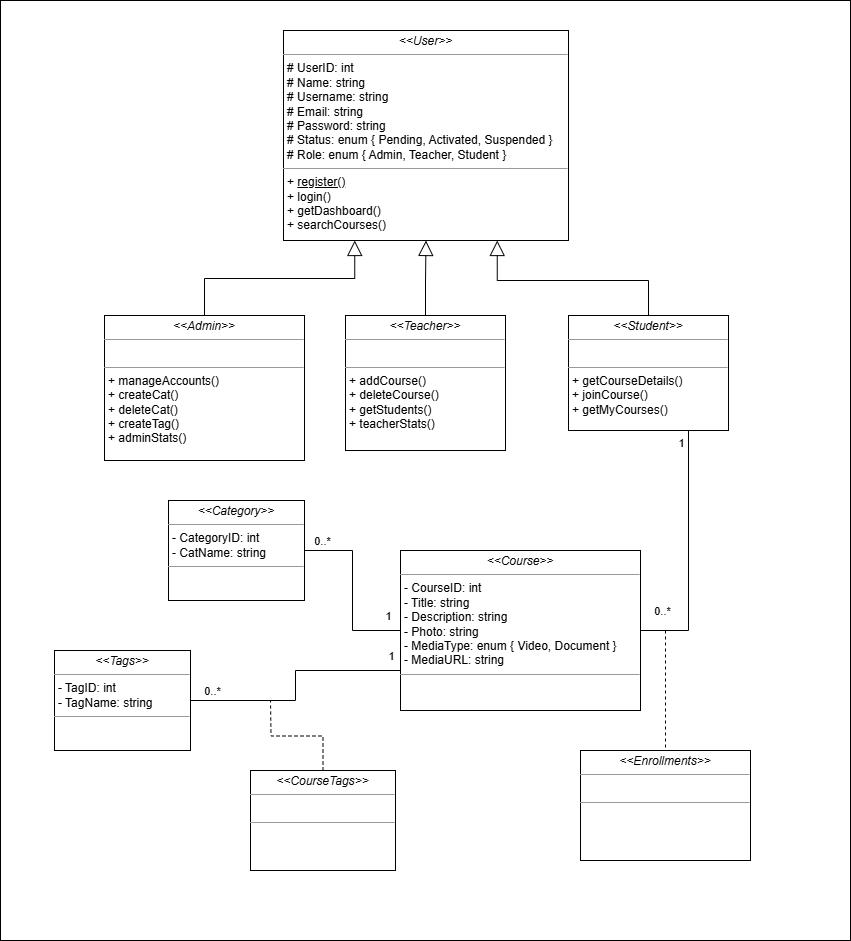 <<User>>
# UserID: int
# Name: string
# Username: string
# Email: string
# Password: string
# Status: enum { Pending, Activated, Suspended }
# Role: enum { Admin, Teacher, Student }
+ register()
+ login()
+ getDashboard()
+ searchCourses()
<<Admin>>
+ manageAccounts()
+ createCat()
+ deleteCat()
+ createTag()
+ adminStats()
<<Teacher>>
+ addCourse()
+ deleteCourse()
+ getStudents()
+ teacherStats()
<<Student>>
+ getCourseDetails()
+ joinCourse()
+ getMyCourses()
1
<<Category>>
- CategoryID: int
- CatName: string
0..*
1
<<Course>>
- CourseID: int
- Title: string
- Description: string
- Photo: string
- MediaType: enum { Video, Document }
- MediaURL: string
0..*
1
<<Tags>>
- TagID: int
- TagName: string
0..*
<<CourseTags>>
<<Enrollments>>